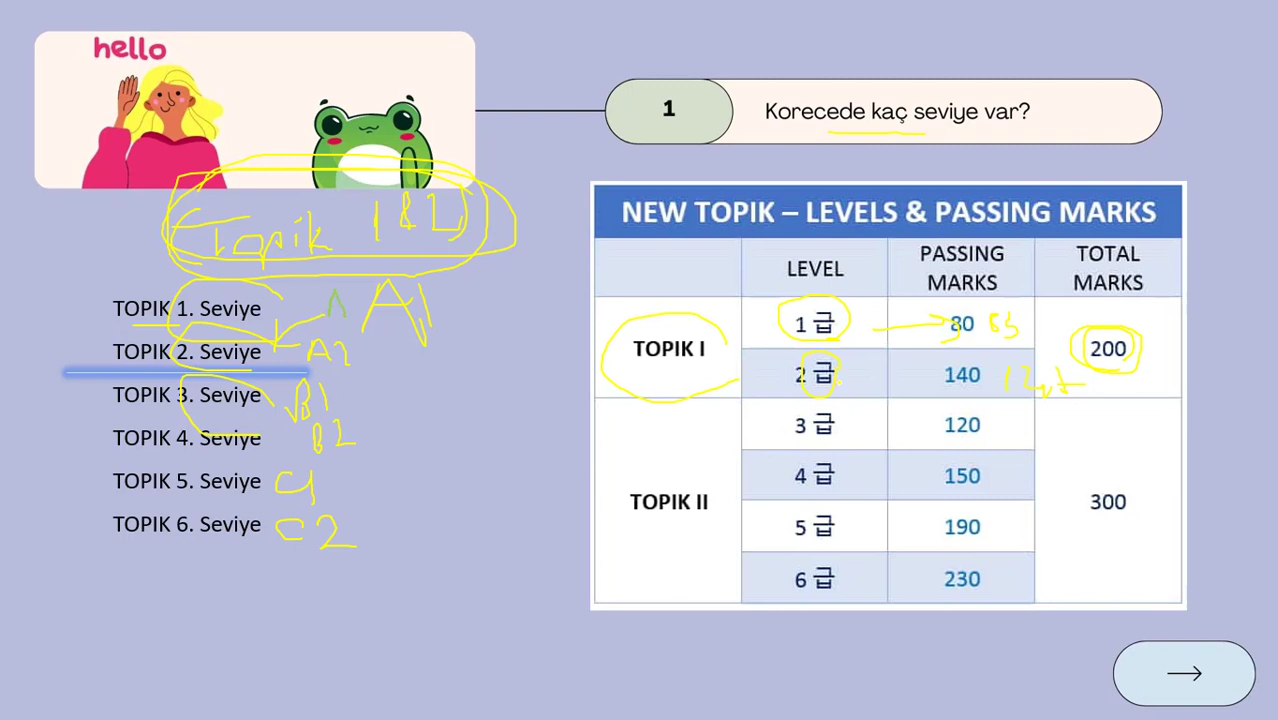 hello
1
Korecede kaç seviye var?
Topik 1 & 2
TOPIK 1. Seviye A1
TOPIK 2. Seviye A2
TOPIK 3. Seviye B1
TOPIK 4. Seviye B2
TOPIK 5. Seviye C1
TOPIK 6. Seviye C2
NEW TOPIK – LEVELS & PASSING MARKS
LEVEL PASSING MARKS TOTAL MARKS
TOPIK I 1 급 80 200
2 급 140
TOPIK II 3 급 120 300
4 급 150
5 급 190
6 급 230